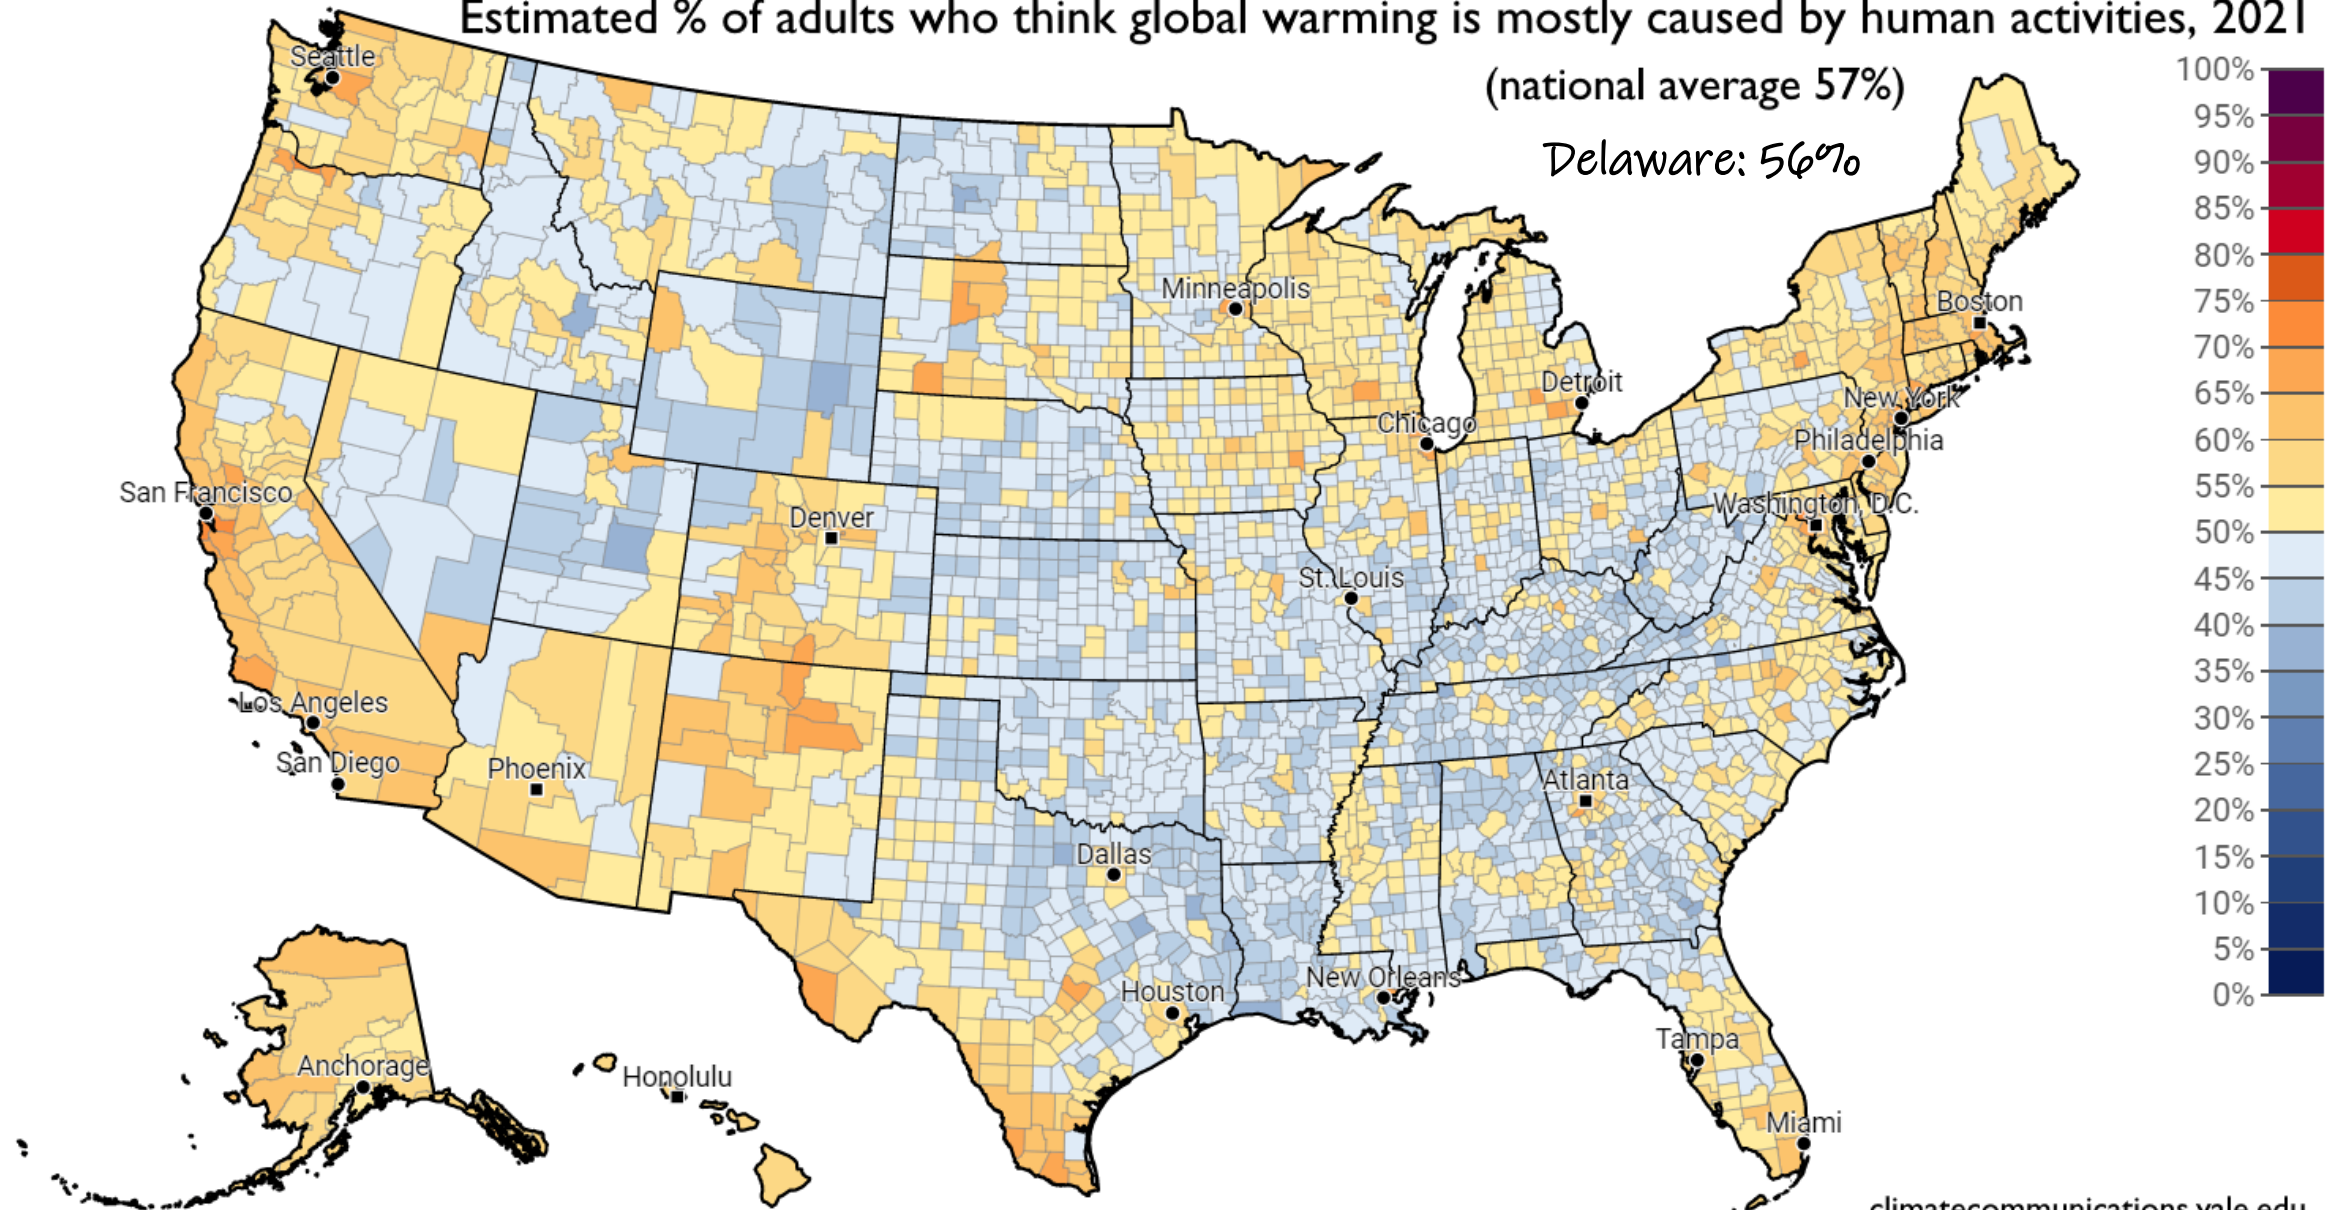 Estimated % of adults who think global warming is mostly caused by human activities, 2021
(national average 57%)
Delaware: 56%
100%
95%
90%
85%
80%
75%
70%
65%
60%
55%
50%
45%
40%
35%
30%
25%
20%
15%
10%
5%
0%
Seattle
Minneapolis
Boston
Detroit
New York
Chicago
Philadelphia
San Francisco
Washington, D.C.
Denver
St. Louis
Los Angeles
San Diego
Phoenix
Atlanta
Dallas
New Orleans
Houston
Tampa
Anchorage
Honolulu
Miami
climatecommunications.yale.edu